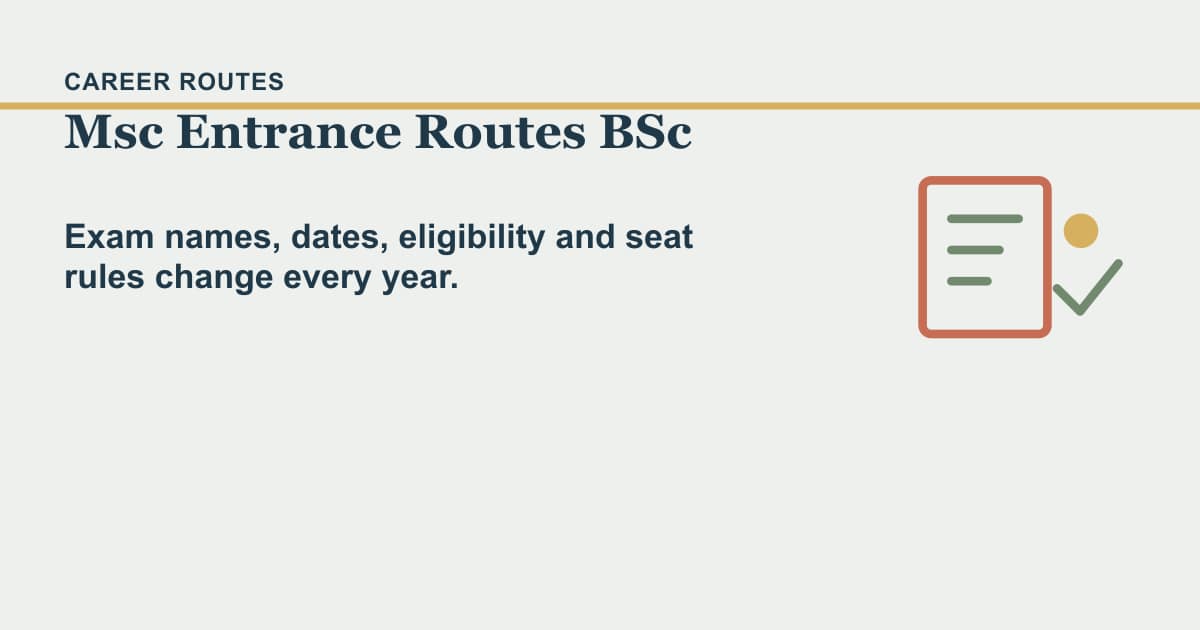 CAREER ROUTES
Msc Entrance Routes BSc
Exam names, dates, eligibility and seat
rules change every year.